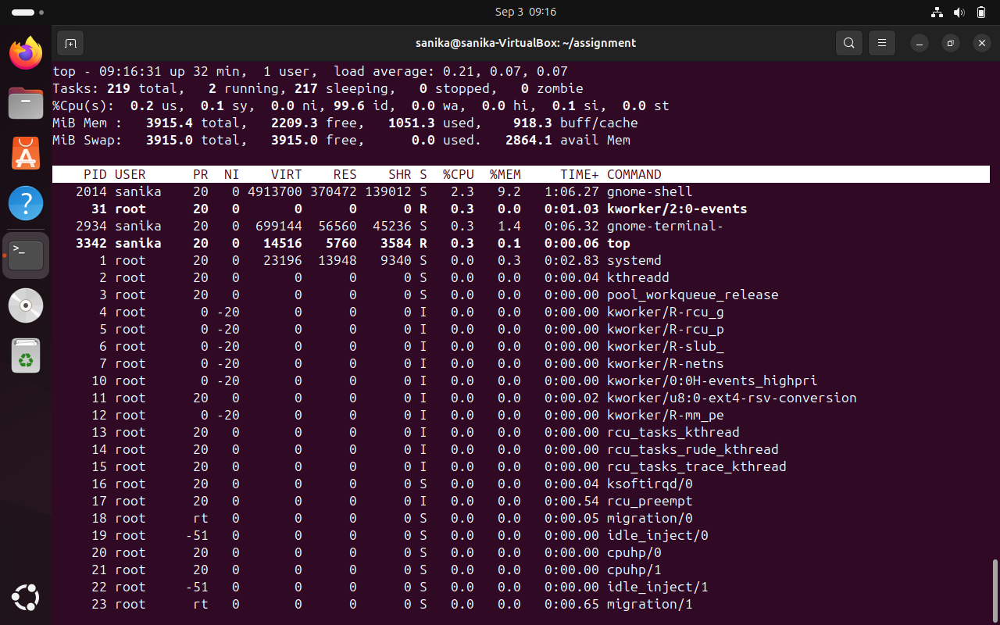 Sep 3 09:16
sanika@sanika-VirtualBox: ~/assignment
top - 09:16:31 up 32 min,  1 user,  load average: 0.21, 0.07, 0.07
Tasks: 219 total,   2 running, 217 sleeping,   0 stopped,   0 zombie
%Cpu(s):  0.2 us,  0.1 sy,  0.0 ni, 99.6 id,  0.0 wa,  0.0 hi,  0.1 si,  0.0 st
MiB Mem :   3915.4 total,   2209.3 free,   1051.3 used,    918.3 buff/cache
MiB Swap:   3915.0 total,   3915.0 free,      0.0 used.   2864.1 avail Mem
PID USER      PR  NI    VIRT    RES    SHR S  %CPU  %MEM     TIME+ COMMAND
2014 sanika    20   0 4913700 370472 139012 S   2.3   9.2   1:06.27 gnome-shell
31 root      20   0       0      0      0 R   0.3   0.0   0:01.03 kworker/2:0-events
2934 sanika    20   0  699144  56560  45236 S   0.3   1.4   0:06.32 gnome-terminal-
3342 sanika    20   0   14516   5760   3584 R   0.3   0.1   0:00.06 top
1 root      20   0   23196  13948   9340 S   0.0   0.3   0:02.83 systemd
2 root      20   0       0      0      0 S   0.0   0.0   0:00.04 kthreadd
3 root      20   0       0      0      0 S   0.0   0.0   0:00.00 pool_workqueue_release
4 root       0 -20       0      0      0 I   0.0   0.0   0:00.00 kworker/R-rcu_g
5 root       0 -20       0      0      0 I   0.0   0.0   0:00.00 kworker/R-rcu_p
6 root       0 -20       0      0      0 I   0.0   0.0   0:00.00 kworker/R-slub_
7 root       0 -20       0      0      0 I   0.0   0.0   0:00.00 kworker/R-netns
10 root       0 -20       0      0      0 I   0.0   0.0   0:00.00 kworker/0:0H-events_highpri
11 root      20   0       0      0      0 I   0.0   0.0   0:00.02 kworker/u8:0-ext4-rsv-conversion
12 root       0 -20       0      0      0 I   0.0   0.0   0:00.00 kworker/R-mm_pe
13 root      20   0       0      0      0 I   0.0   0.0   0:00.00 rcu_tasks_kthread
14 root      20   0       0      0      0 I   0.0   0.0   0:00.00 rcu_tasks_rude_kthread
15 root      20   0       0      0      0 I   0.0   0.0   0:00.00 rcu_tasks_trace_kthread
16 root      20   0       0      0      0 S   0.0   0.0   0:00.04 ksoftirqd/0
17 root      20   0       0      0      0 I   0.0   0.0   0:00.54 rcu_preempt
18 root      rt   0       0      0      0 S   0.0   0.0   0:00.05 migration/0
19 root     -51   0       0      0      0 S   0.0   0.0   0:00.00 idle_inject/0
20 root      20   0       0      0      0 S   0.0   0.0   0:00.00 cpuhp/0
21 root      20   0       0      0      0 S   0.0   0.0   0:00.00 cpuhp/1
22 root     -51   0       0      0      0 S   0.0   0.0   0:00.00 idle_inject/1
23 root      rt   0       0      0      0 S   0.0   0.0   0:00.65 migration/1